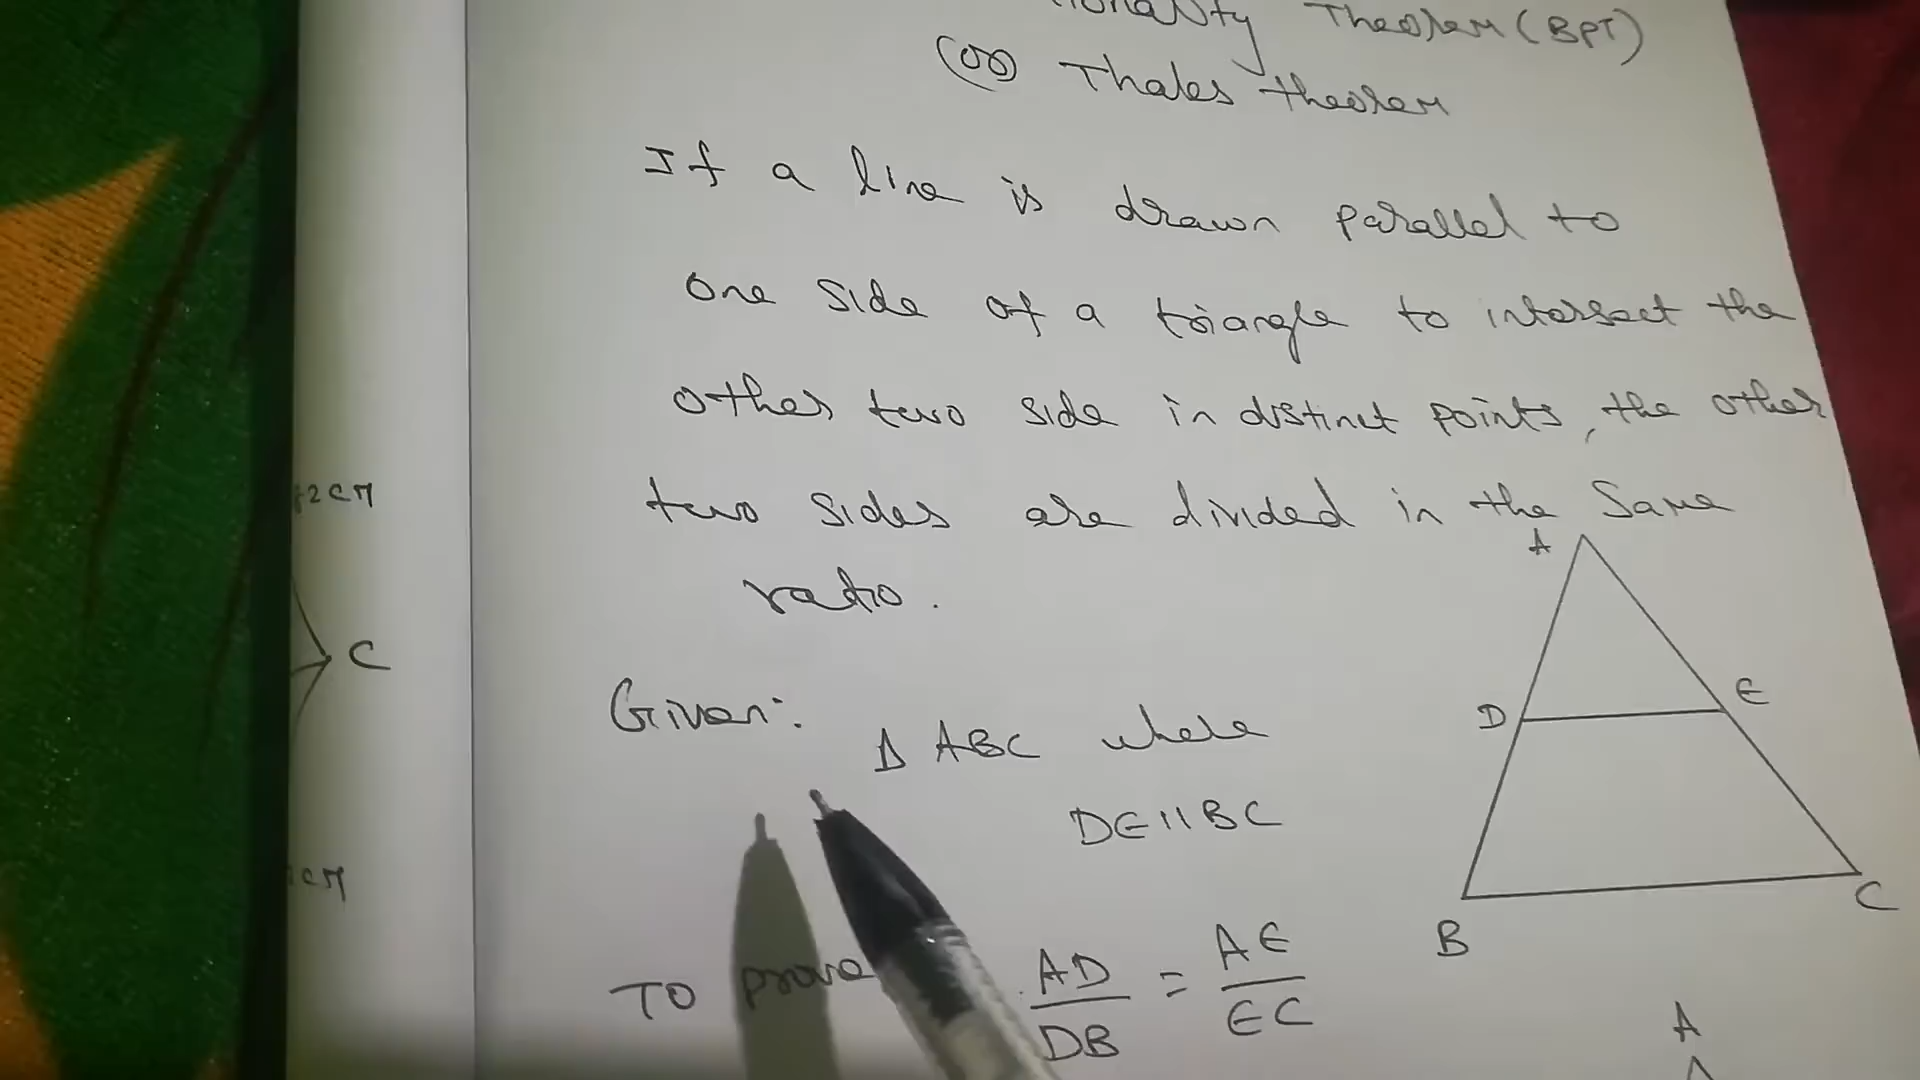 Theorem (BPT)
(or) Thales theorem
If a line is drawn parallel to
one side of a triangle to intersect the
other two side in distinct points, the other
two sides are divided in the same
ratio.
Given:
Δ ABC where
DE || BC
To prove
AD/DB = AE/EC
A
D
E
B
C
A
2cm
C
cm